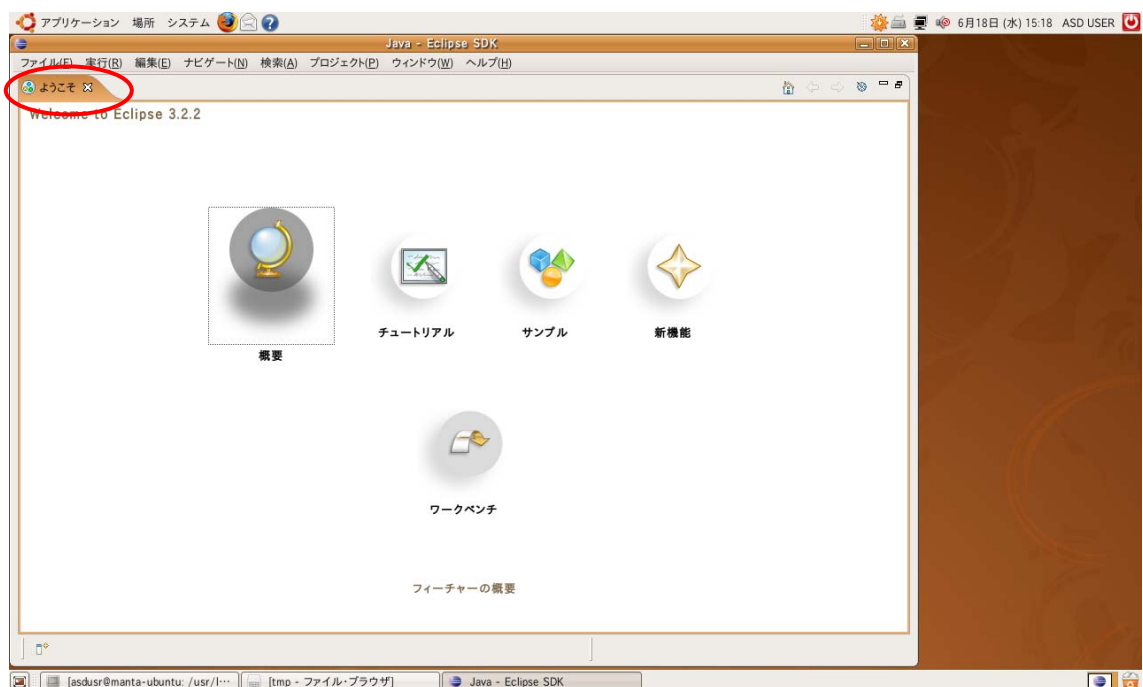 アプリケーション 場所 システム 6月18日 (水) 15:18 ASD USER
Java - Eclipse SDK
ファイル(F) 実行(R) 編集(E) ナビゲート(N) 検索(A) プロジェクト(P) ウィンドウ(W) ヘルプ(H)
ようこそ
Welcome to Eclipse 3.2.2
チュートリアル サンプル 新機能
概要
ワークベンチ
フィーチャーの概要
[asdusr@manta-ubuntu: /usr/l… [tmp - ファイル・ブラウザ] Java - Eclipse SDK